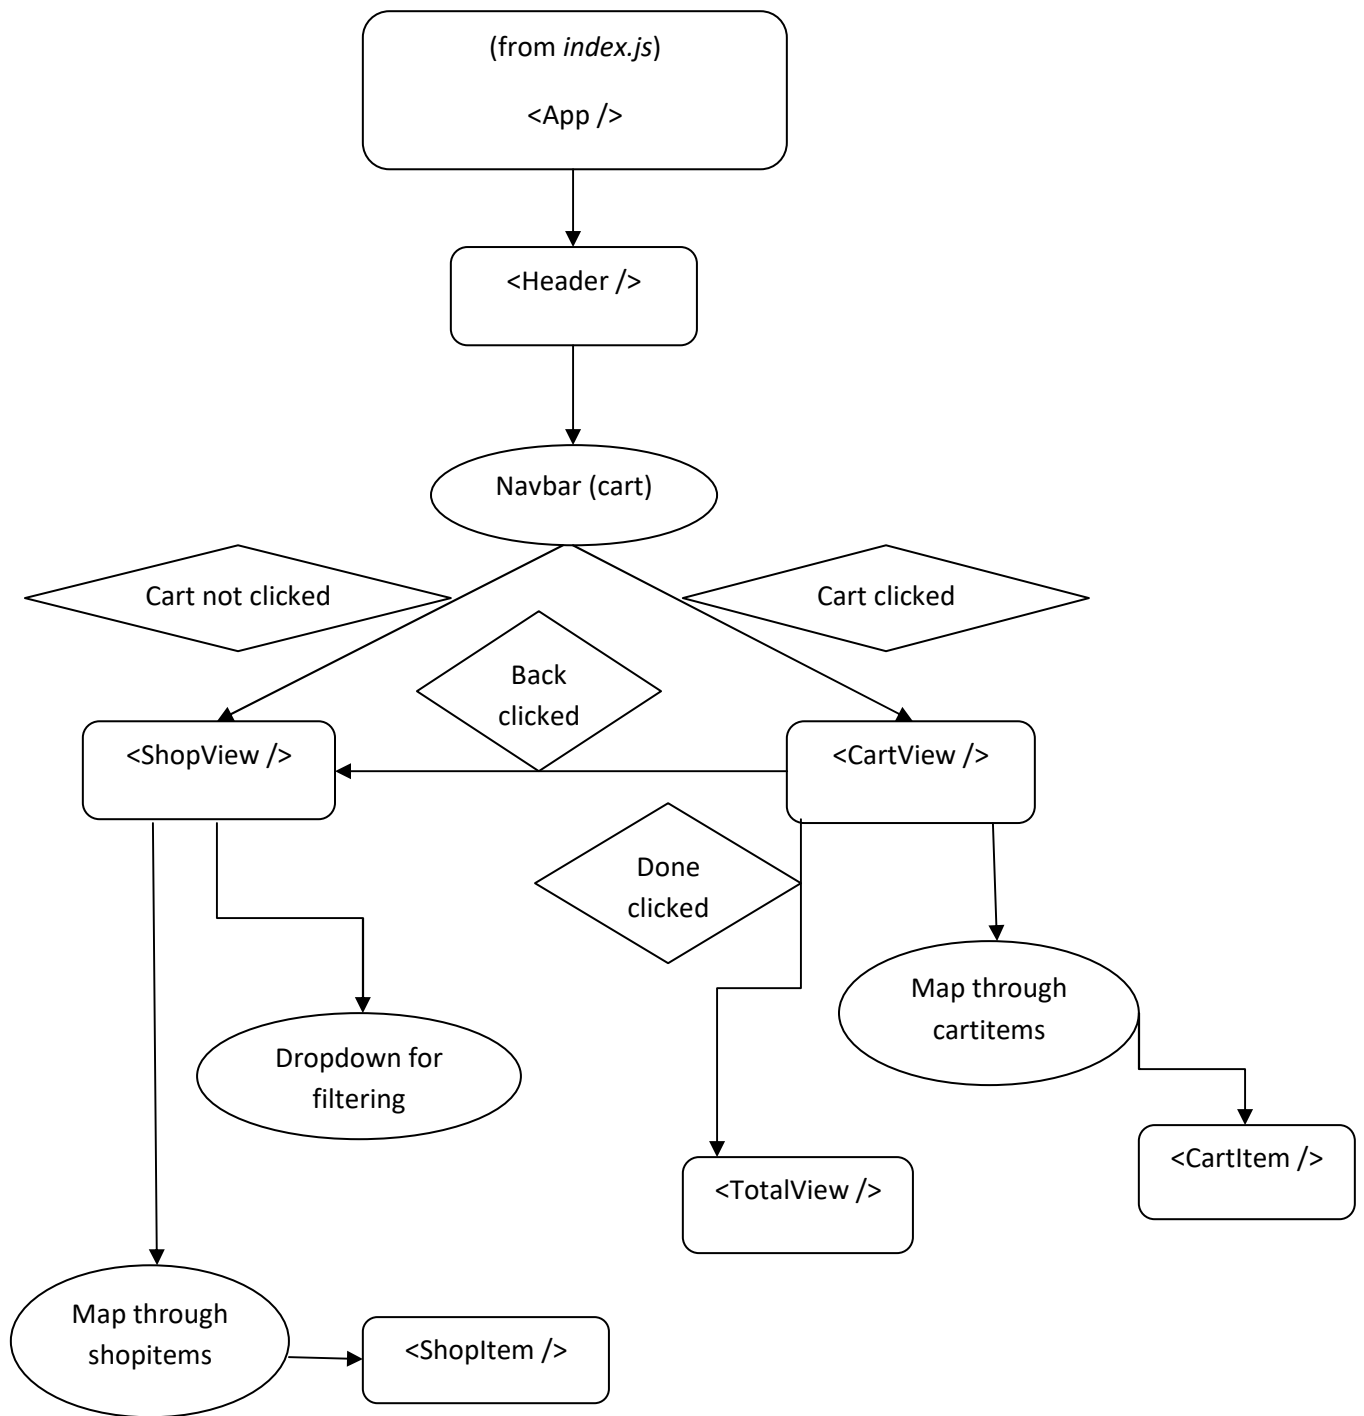 (from index.js)
<App />
<Header />
Navbar (cart)
Cart not clicked
Cart clicked
Back
clicked
<ShopView />
<CartView />
Done
clicked
Map through
cartitems
Dropdown for
filtering
<CartItem />
<TotalView />
Map through
shopitems
<ShopItem />